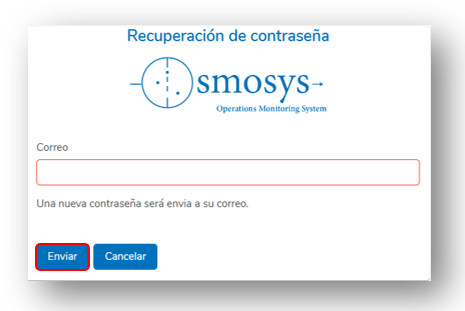 Recuperación de contraseña
smosys
Operations Monitoring System
Correo
Una nueva contraseña será envia a su correo.
Enviar Cancelar